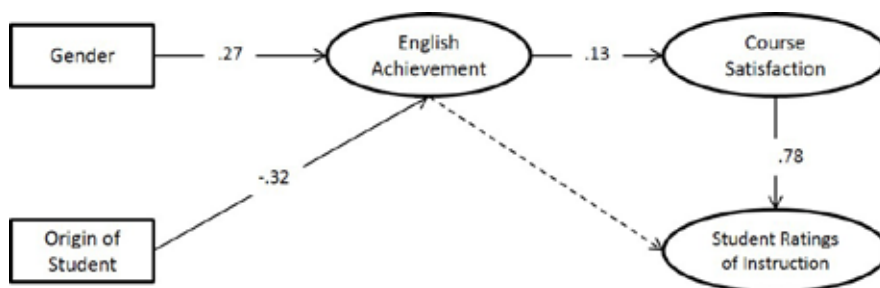 Gender
.27
English
Achievement
.13
Course
Satisfaction
-.32
.78
Origin of
Student
Student Ratings
of Instruction